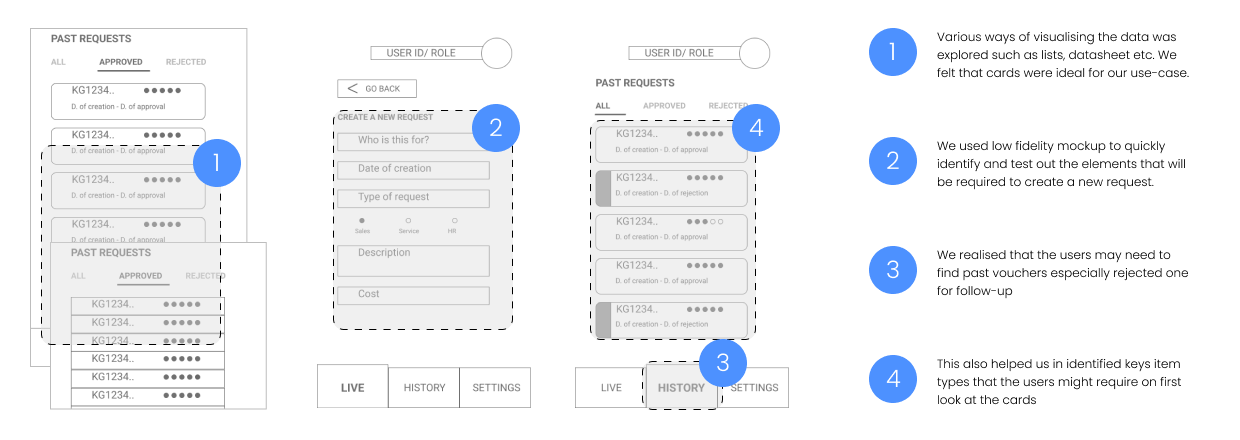 PAST REQUESTS
ALL APPROVED REJECTED
KG1234..
D. of creation - D. of approval
KG1234..
D. of creation - D. of approval
1
KG1234..
D. of creation - D. of approval
KG1234..
D. of creation - D. of approval
PAST REQUESTS
ALL APPROVED REJECTED
KG1234..
KG1234..
KG1234..
KG1234..
KG1234..
KG1234..
USER ID/ ROLE
< GO BACK
CREATE A NEW REQUEST
2
Who is this for?
Date of creation
Type of request
Sales Service HR
Description
Cost
LIVE HISTORY SETTINGS
USER ID/ ROLE
PAST REQUESTS
ALL APPROVED REJECTED
4
KG1234..
D. of creation - D. of approval
KG1234..
D. of creation - D. of rejection
KG1234..
D. of creation - D. of approval
KG1234..
D. of creation - D. of approval
KG1234..
D. of creation - D. of rejection
3
LIVE HISTORY SETTINGS
1
Various ways of visualising the data was
explored such as lists, datasheet etc. We
felt that cards were ideal for our use-case.
2
We used low fidelity mockup to quickly
identify and test out the elements that will
be required to create a new request.
3
We realised that the users may need to
find past vouchers especially rejected one
for follow-up
4
This also helped us in identified keys item
types that the users might require on first
look at the cards